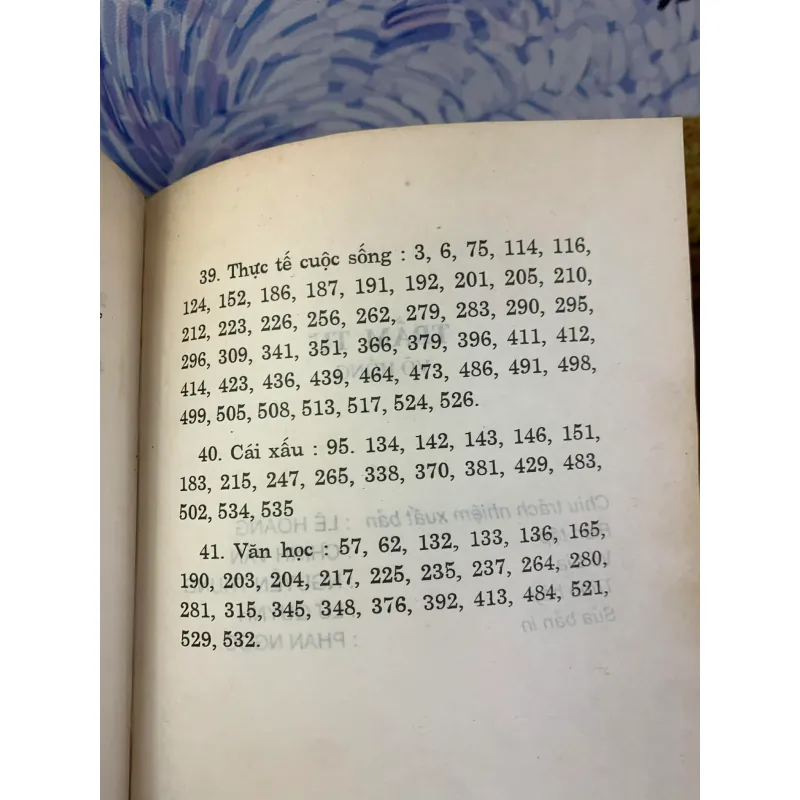 39. Thực tế cuộc sống : 3, 6, 75, 114, 116,
124, 152, 186, 187, 191, 192, 201, 205, 210,
212, 223, 226, 256, 262, 279, 283, 290, 295,
296, 309, 341, 351, 366, 379, 396, 411, 412,
414, 423, 436, 439, 464, 473, 486, 491, 498,
499, 505, 508, 513, 517, 524, 526.
40. Cái xấu : 95. 134, 142, 143, 146, 151,
183, 215, 247, 265, 338, 370, 381, 429, 483,
502, 534, 535
41. Văn học : 57, 62, 132, 133, 136, 165,
190, 203, 204, 217, 225, 235, 237, 264, 280,
281, 315, 345, 348, 376, 392, 413, 484, 521,
529, 532.